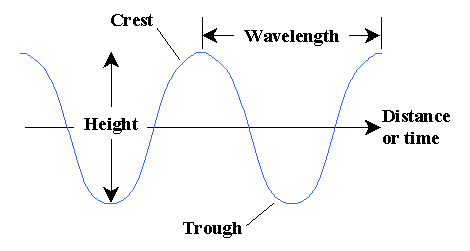 Crest
Wavelength
Height
Distance
or time
Trough